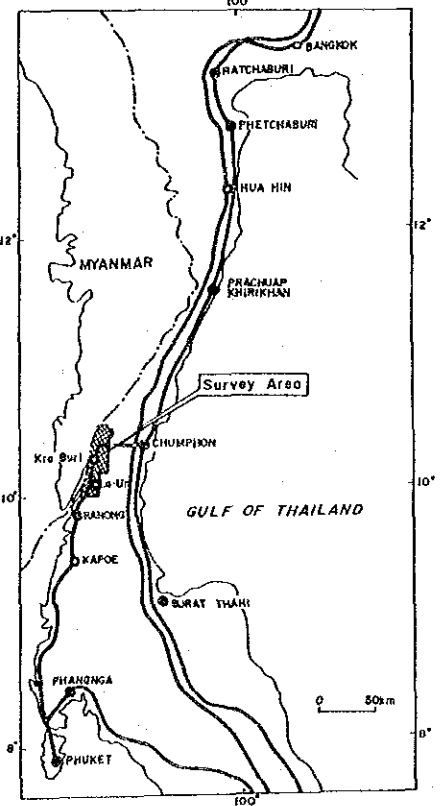 100°
BANGKOK
RATCHABURI
PHETCHABURI
HUA HIN
12°
12°
MYANMAR
PRACHUAP
KHIRIKHAN
Survey Area
CHUMPHON
Kra Buri
La-Un
10°
10°
RANONG
GULF OF THAILAND
KAPOE
SURAT THANI
PHANGNGA
0 50km
8°
8°
PHUKET
100°